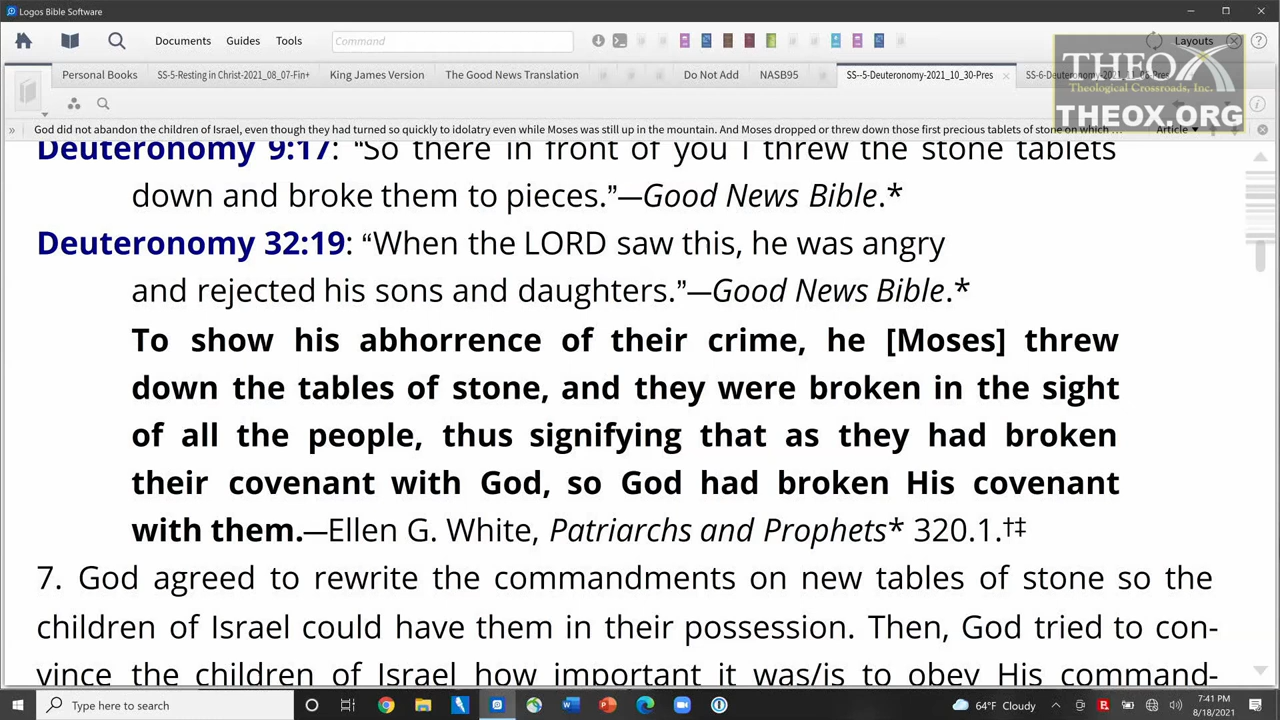 Logos Bible Software
Documents Guides Tools Command Layouts
THEOX
Theological Crossroads, Inc.
THEOX.ORG
Personal Books SS-5-Resting in Christ-2021_08_07-Fin+ King James Version The Good News Translation Do Not Add NASB95 SS--5-Deuteronomy-2021_10_30-Pres SS-6-Deuteronomy-2021_
God did not abandon the children of Israel, even though they had turned so quickly to idolatry even while Moses was still up in the mountain. And Moses dropped or threw down those first precious tablets of stone on which ... Article
Deuteronomy 9:17: “So there in front of you I threw the stone tablets
down and broke them to pieces.”—Good News Bible.*
Deuteronomy 32:19: “When the LORD saw this, he was angry
and rejected his sons and daughters.”—Good News Bible.*
To show his abhorrence of their crime, he [Moses] threw
down the tables of stone, and they were broken in the sight
of all the people, thus signifying that as they had broken
their covenant with God, so God had broken His covenant
with them.—Ellen G. White, Patriarchs and Prophets* 320.1.†‡
7. God agreed to rewrite the commandments on new tables of stone so the
children of Israel could have them in their possession. Then, God tried to con-
vince the children of Israel how important it was/is to obey His command-
Type here to search 64°F Cloudy 7:41 PM
8/18/2021